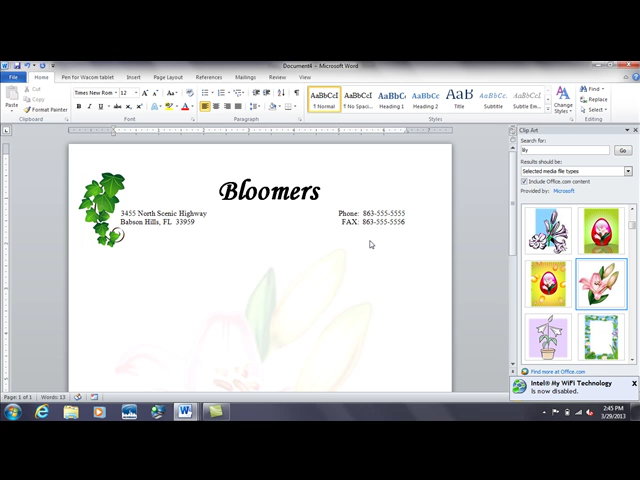 Document4 - Microsoft Word
File Home Pen for Wacom tablet Insert Page Layout References Mailings Review View
Cut
Copy
Format Painter
Paste
Clipboard
Times New Rom 12
Font
Paragraph
AaBbCcI AaBbCcI AaBbC AaBbCc AaB AaBbCc. AaBbCcI
¶ Normal ¶ No Spaci... Heading 1 Heading 2 Title Subtitle Subtle Em...
Change Styles
Styles
Find
Replace
Select
Editing
Clip Art
Search for:
lily
Go
Results should be:
Selected media file types
Include Office.com content
Provided by: Microsoft
Bloomers
3455 North Scenic Highway
Babson Hills, FL 33959
Phone: 863-555-5555
FAX: 863-555-5556
Find more at Office.com
Intel® My WiFi Technology
Is now disabled.
Page: 1 of 1 Words: 13
2:45 PM
3/29/2013